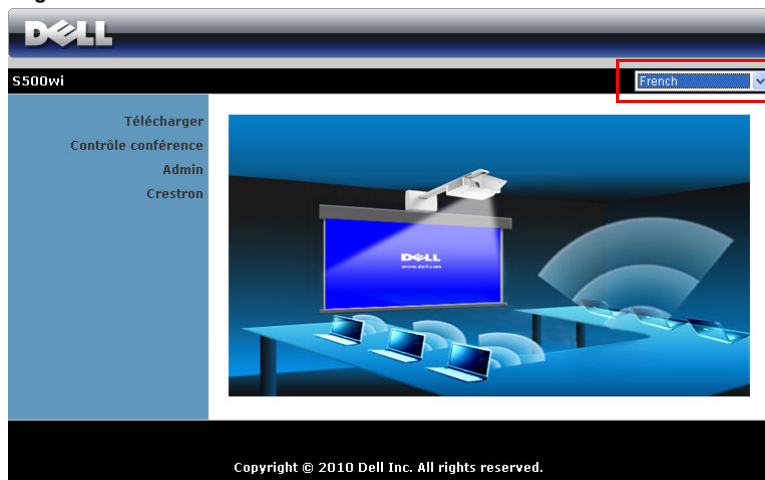 DELL
S500wi
French
Télécharger
Contrôle conférence
Admin
Crestron
DELL
www.dell.com
Copyright © 2010 Dell Inc. All rights reserved.